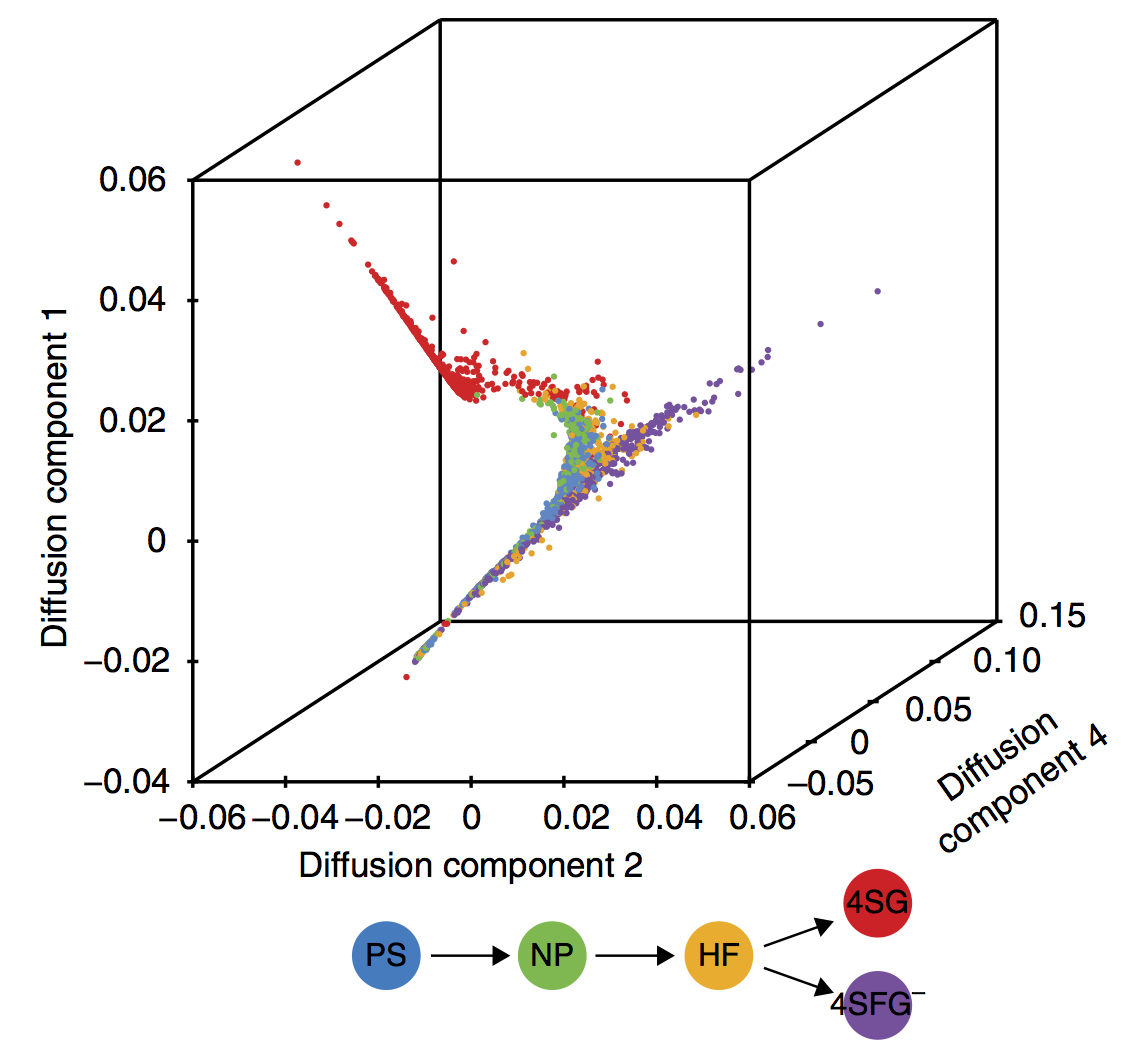 0.06
0.04
0.02
0
−0.02
−0.04
Diffusion component 1
−0.06 −0.04 −0.02 0 0.02 0.04 0.06
Diffusion component 2
0.15
0.10
0.05
0
−0.05
Diffusion
component 4
PS
NP
HF
4SG
4SFG⁻